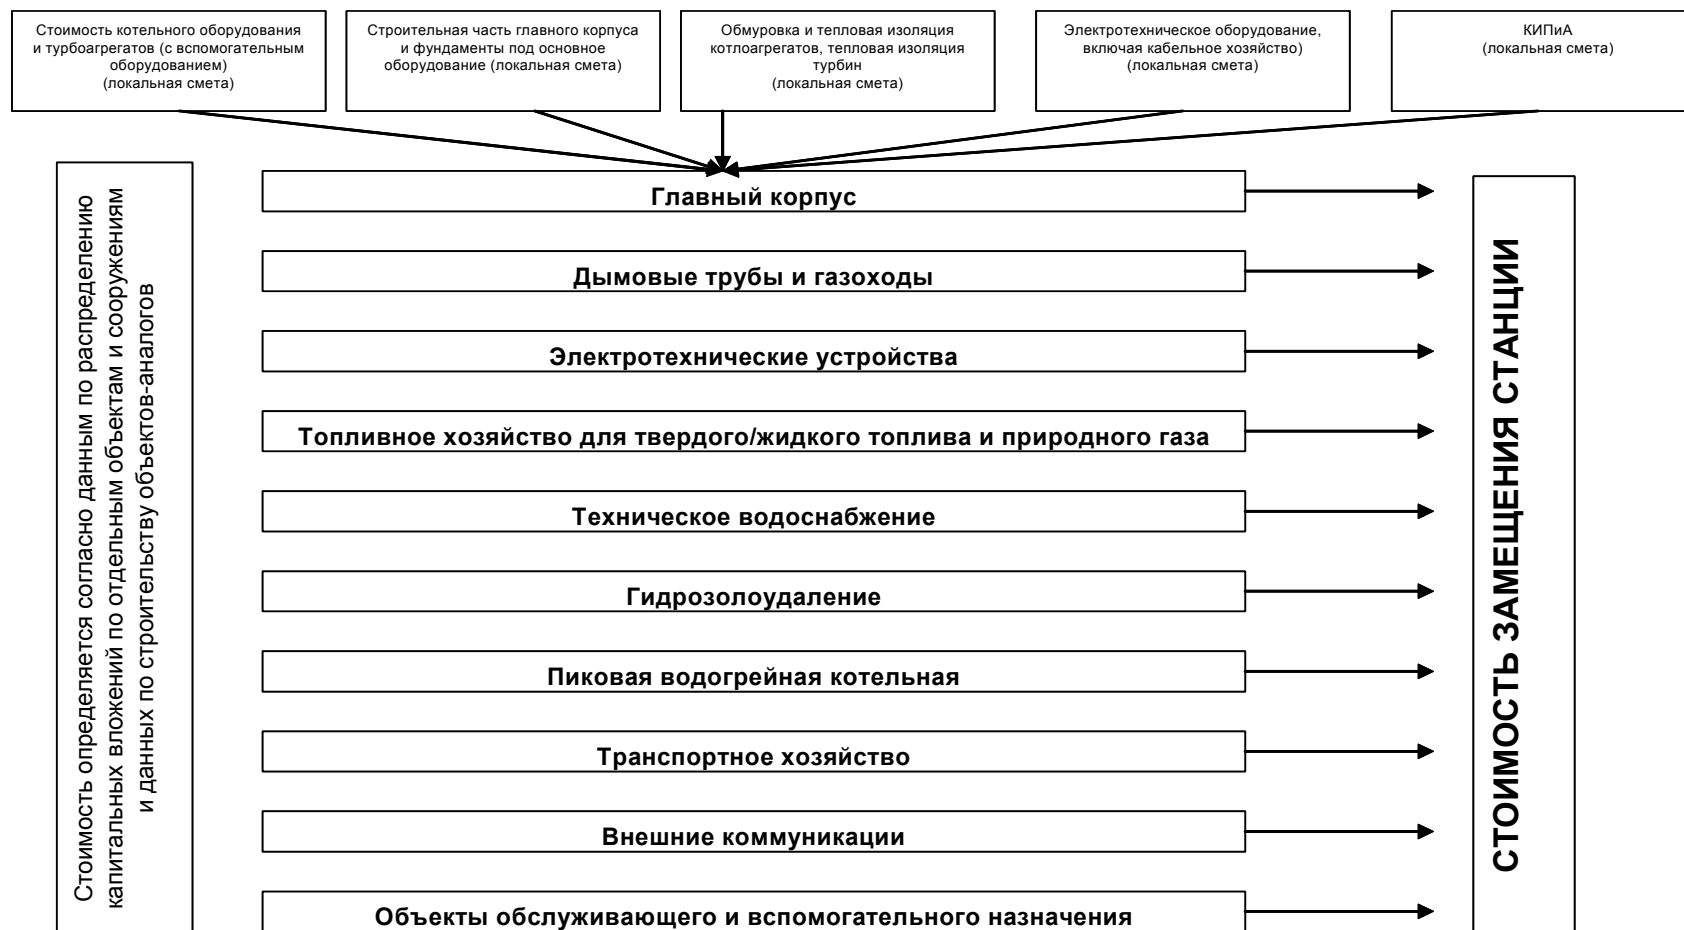 Стоимость котельного оборудования
и турбоагрегатов (с вспомогательным
оборудованием)
(локальная смета)
Строительная часть главного корпуса
и фундаменты под основное
оборудование (локальная смета)
Обмуровка и тепловая изоляция
котлоагрегатов, тепловая изоляция
турбин
(локальная смета)
Электротехническое оборудование,
включая кабельное хозяйство)
(локальная смета)
КИПиА
(локальная смета)
Стоимость определяется согласно данным по распределению
капитальных вложений по отдельным объектам и сооружениям
и данных по строительству объектов-аналогов
Главный корпус
Дымовые трубы и газоходы
Электротехнические устройства
Топливное хозяйство для твердого/жидкого топлива и природного газа
Техническое водоснабжение
Гидрозолоудаление
Пиковая водогрейная котельная
Транспортное хозяйство
Внешние коммуникации
Объекты обслуживающего и вспомогательного назначения
СТОИМОСТЬ ЗАМЕЩЕНИЯ СТАНЦИИ